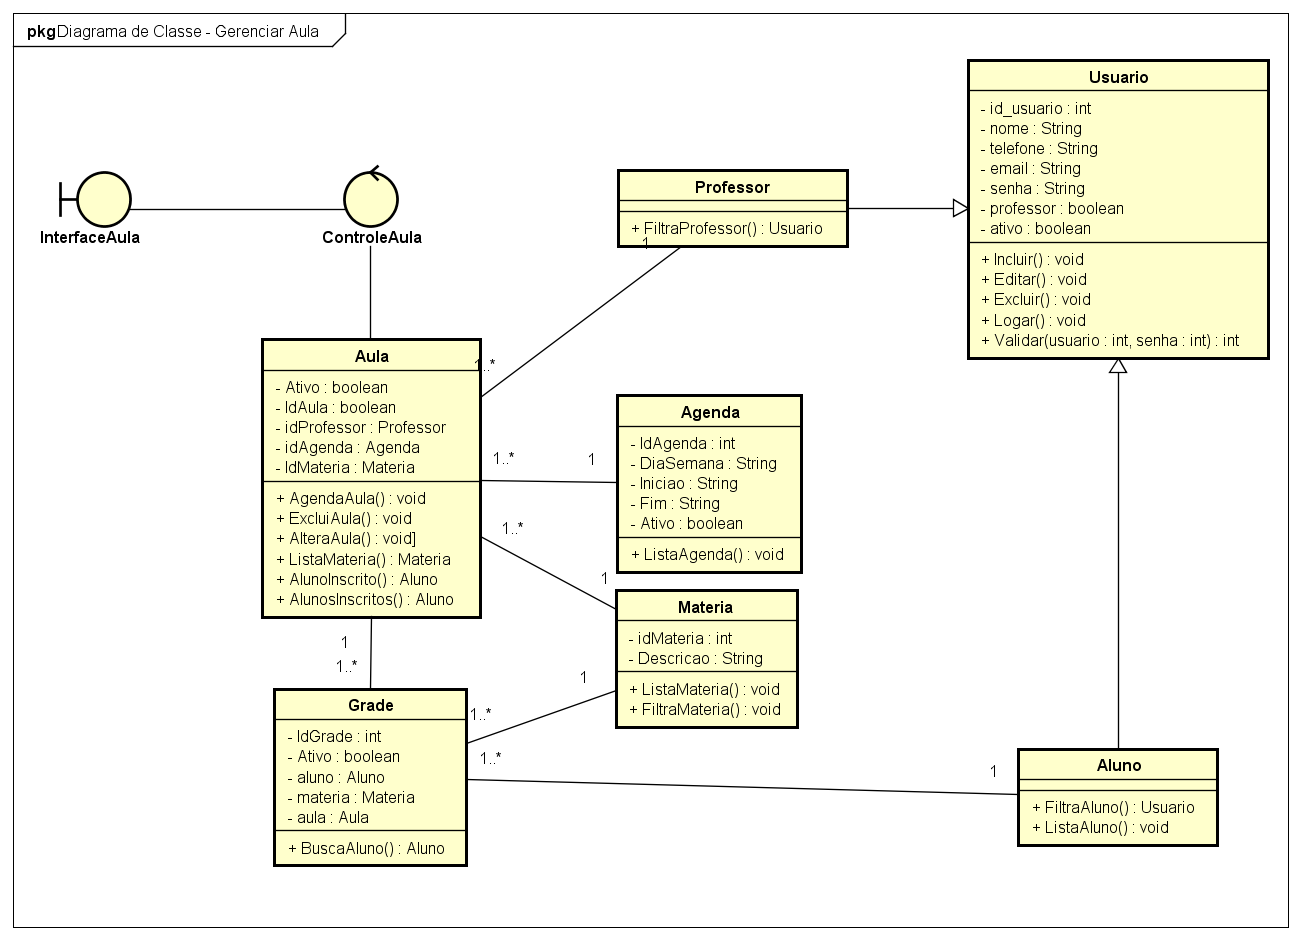 pkg Diagrama de Classe - Gerenciar Aula
InterfaceAula
ControleAula
Professor
+ FiltraProfessor() : Usuario
Usuario
- id_usuario : int
- nome : String
- telefone : String
- email : String
- senha : String
- professor : boolean
- ativo : boolean
+ Incluir() : void
+ Editar() : void
+ Excluir() : void
+ Logar() : void
+ Validar(usuario : int, senha : int) : int
1
1..*
Aula
- Ativo : boolean
- IdAula : boolean
- idProfessor : Professor
- idAgenda : Agenda
- IdMateria : Materia
+ AgendaAula() : void
+ ExcluiAula() : void
+ AlteraAula() : void]
+ ListaMateria() : Materia
+ AlunoInscrito() : Aluno
+ AlunosInscritos() : Aluno
1..*
1
Agenda
- IdAgenda : int
- DiaSemana : String
- Iniciao : String
- Fim : String
- Ativo : boolean
+ ListaAgenda() : void
1..*
1
Materia
- idMateria : int
- Descricao : String
+ ListaMateria() : void
+ FiltraMateria() : void
1
1..*
1
1..*
Grade
- IdGrade : int
- Ativo : boolean
- aluno : Aluno
- materia : Materia
- aula : Aula
+ BuscaAluno() : Aluno
1..*
1
Aluno
+ FiltraAluno() : Usuario
+ ListaAluno() : void